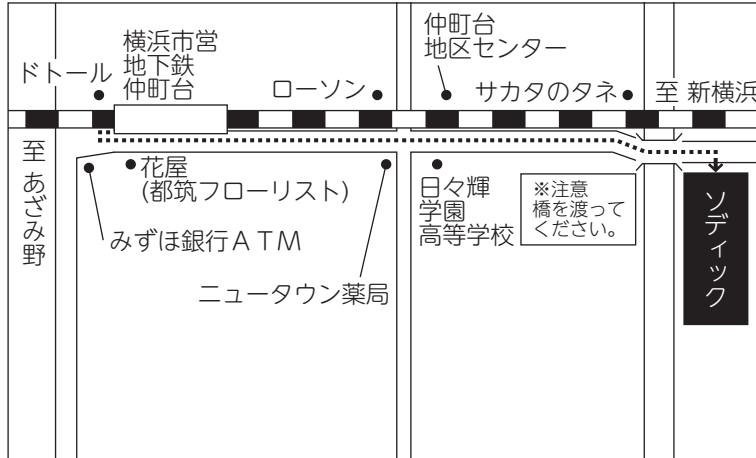 横浜市営
地下鉄
仲町台
ドトール
ローソン
仲町台
地区センター
サカタのタネ
至 新横浜
至 あざみ野
花屋
(都筑フローリスト)
みずほ銀行ATM
ニュータウン薬局
日々輝
学園
高等学校
※注意
橋を渡って
ください。
ソディック